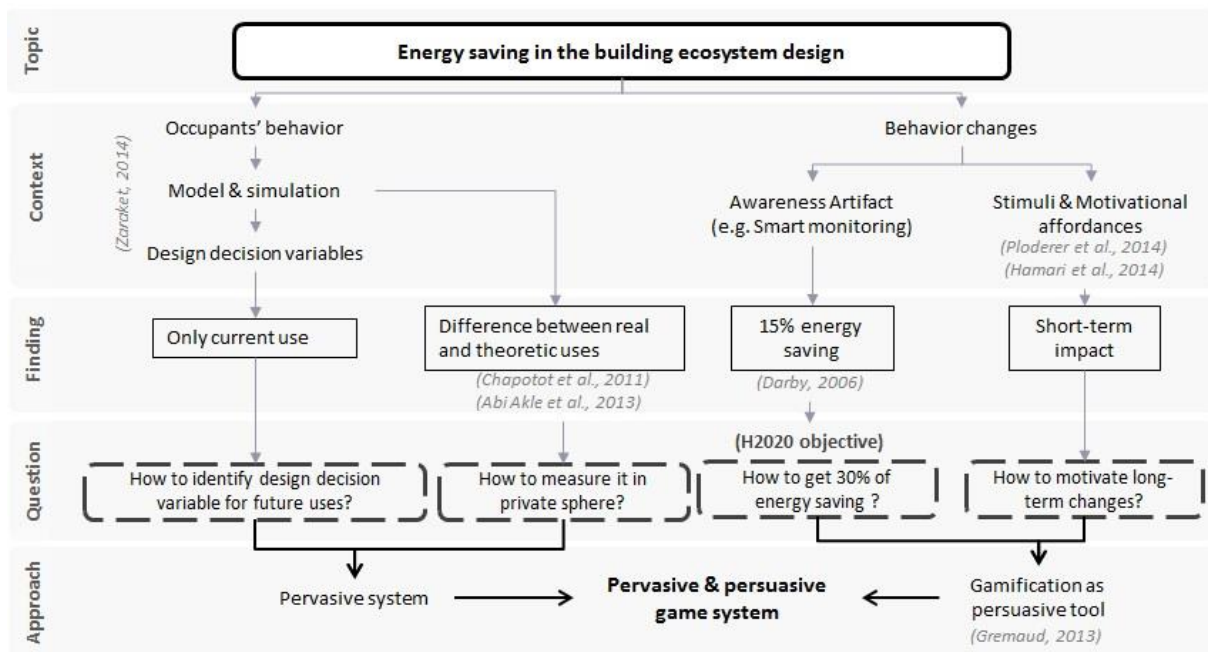 Topic
Energy saving in the building ecosystem design
Context
(Zaraket, 2014)
Occupants' behavior
Behavior changes
Model & simulation
Awareness Artifact
(e.g. Smart monitoring)
Stimuli & Motivational
affordances
(Ploderer et al., 2014)
(Hamari et al., 2014)
Design decision variables
Finding
Only current use
Difference between real
and theoretic uses
(Chapotot et al., 2011)
(Abi Akle et al., 2013)
15% energy
saving
(Darby, 2006)
Short-term
impact
Question
How to identify design decision
variable for future uses?
How to measure it in
private sphere?
(H2020 objective)
How to get 30% of
energy saving ?
How to motivate long-
term changes?
Approach
Pervasive system
Pervasive & persuasive
game system
Gamification as
persuasive tool
(Gremaud, 2013)